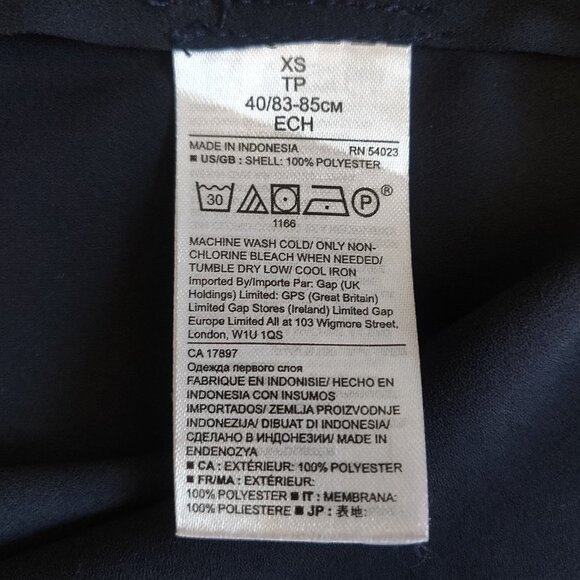 XS
TP
40/83-85см
ECH
MADE IN INDONESIA RN 54023
■ US/GB : SHELL: 100% POLYESTER
30 P ®
1166
MACHINE WASH COLD/ ONLY NON-
CHLORINE BLEACH WHEN NEEDED/
TUMBLE DRY LOW/ COOL IRON
Imported By/Importe Par: Gap (UK
Holdings) Limited: GPS (Great Britain)
Limited Gap Stores (Ireland) Limited Gap
Europe Limited All at 103 Wigmore Street,
London, W1U 1QS
CA 17897
Одежда первого слоя
FABRIQUE EN INDONISIE/ HECHO EN
INDONESIA CON INSUMOS
IMPORTADOS/ ZEMLJA PROIZVODNJE
INDONEZIJA/ DIBUAT DI INDONESIA/
СДЕЛАНО В ИНДОНЕЗИИ/ MADE IN
ENDENOZYA
■ CA : EXTÉRIEUR: 100% POLYESTER
■ FR/MA : EXTÉRIEUR:
100% POLYESTER ■ IT : MEMBRANA:
100% POLIESTERE ■ JP : 表地: